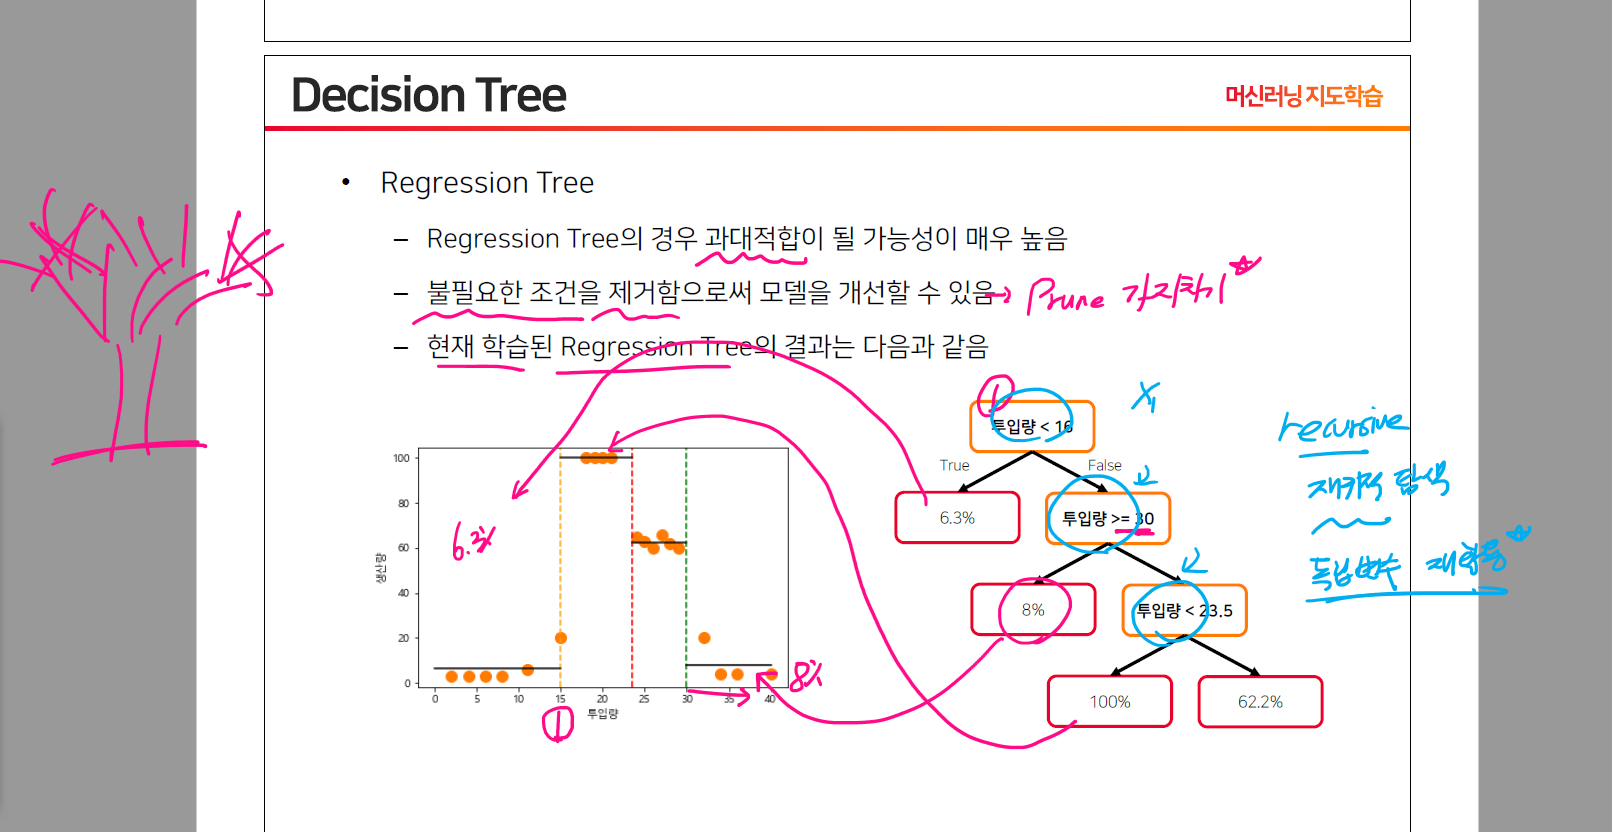 Decision Tree
머신러닝 지도학습
• Regression Tree
– Regression Tree의 경우 과대적합이 될 가능성이 매우 높음
– 불필요한 조건을 제거함으로써 모델을 개선할 수 있음 → Prune 가지치기
– 현재 학습된 Regression Tree의 결과는 다음과 같음
①
X1
투입량 < 16
recursive
True
False
재귀적 탐색
6.3%
투입량 >= 30
독립변수 재활용
8%
투입량 < 23.5
100%
62.2%
100
80
60
40
20
0
생산량
6.3%
8%
0
5
10
15
20
25
30
35
40
투입량
①